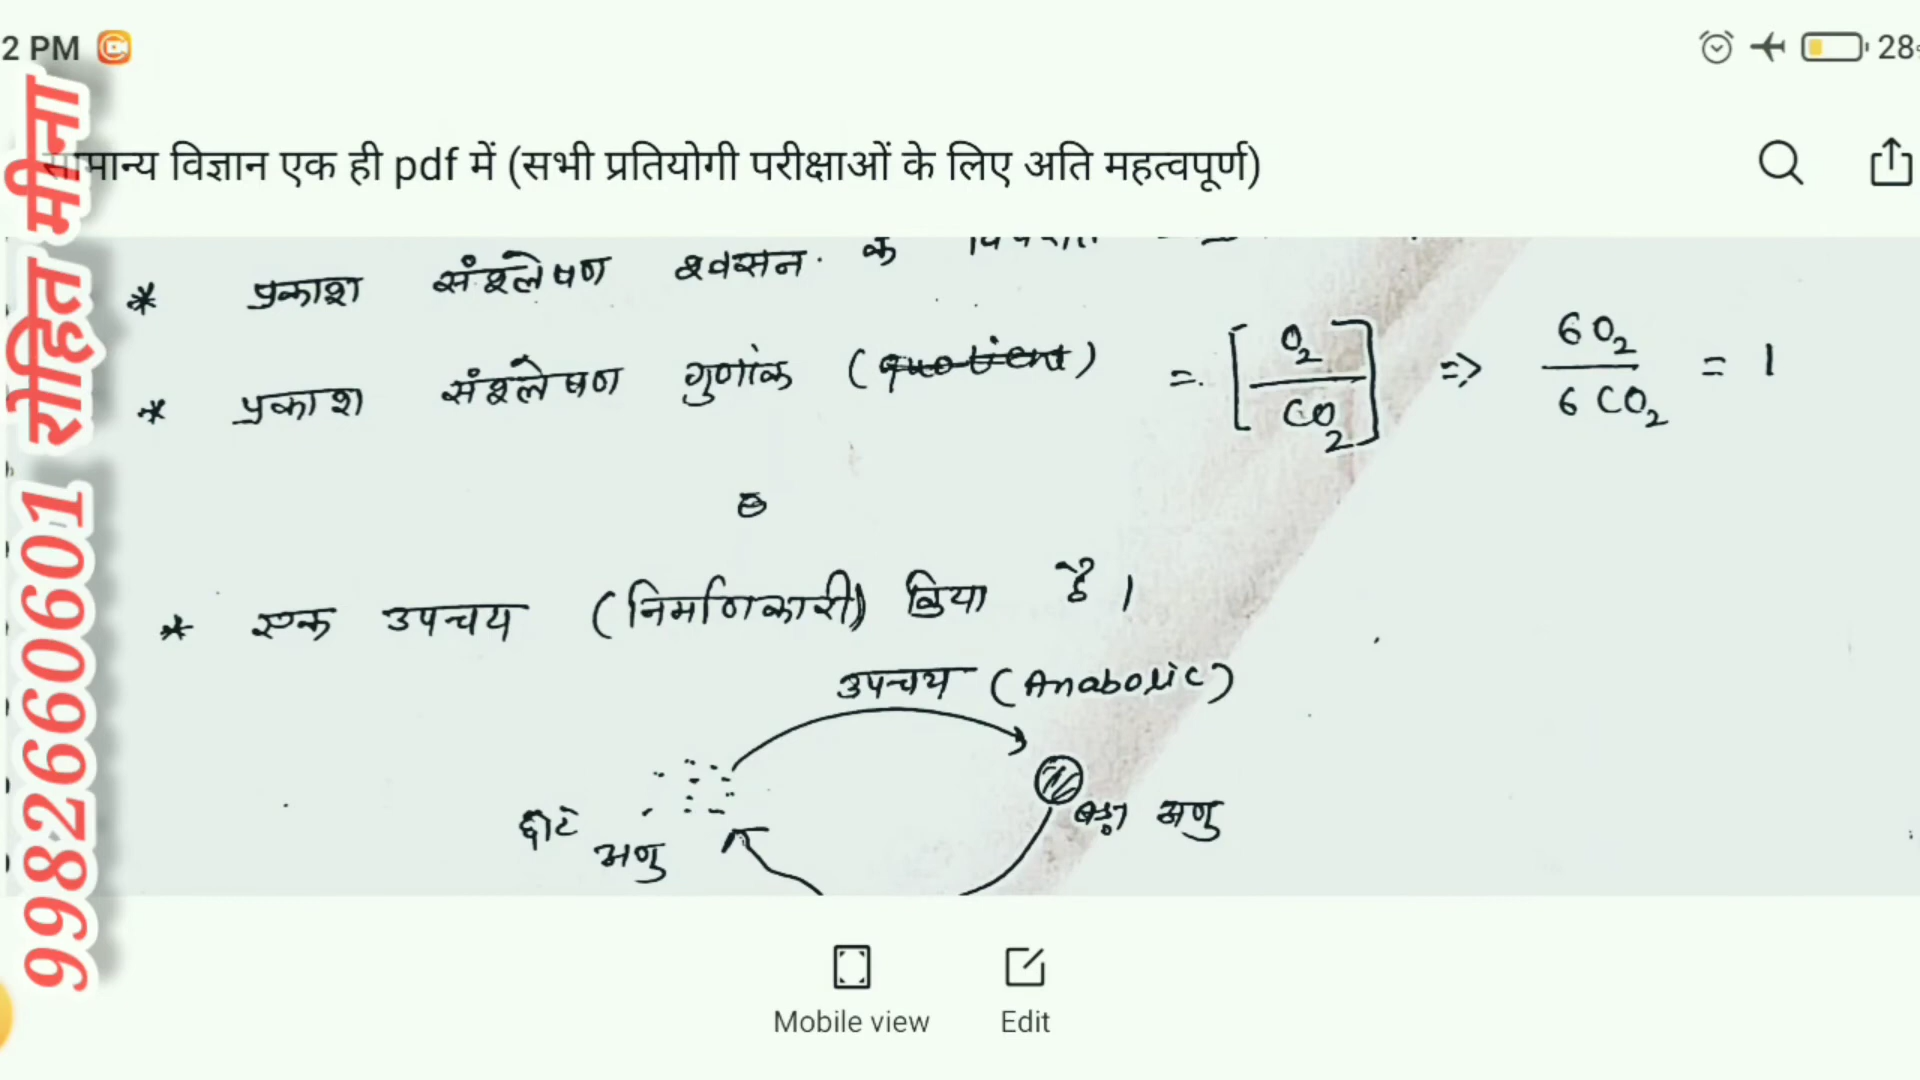 2 PM
28
सामान्य विज्ञान एक ही pdf में (सभी प्रतियोगी परीक्षाओं के लिए अति महत्वपूर्ण)
9982660601 रोहित मीना
* प्रकाश संश्लेषण श्वसन के
* प्रकाश संश्लेषण गुणांक (quotient) = [O₂/CO₂] => 6O₂/6CO₂ = 1
* एक उपचय (निर्माणकारी) क्रिया है।
उपचय (Anabolic)
छोटे अणु
बड़ा अणु
Mobile view
Edit